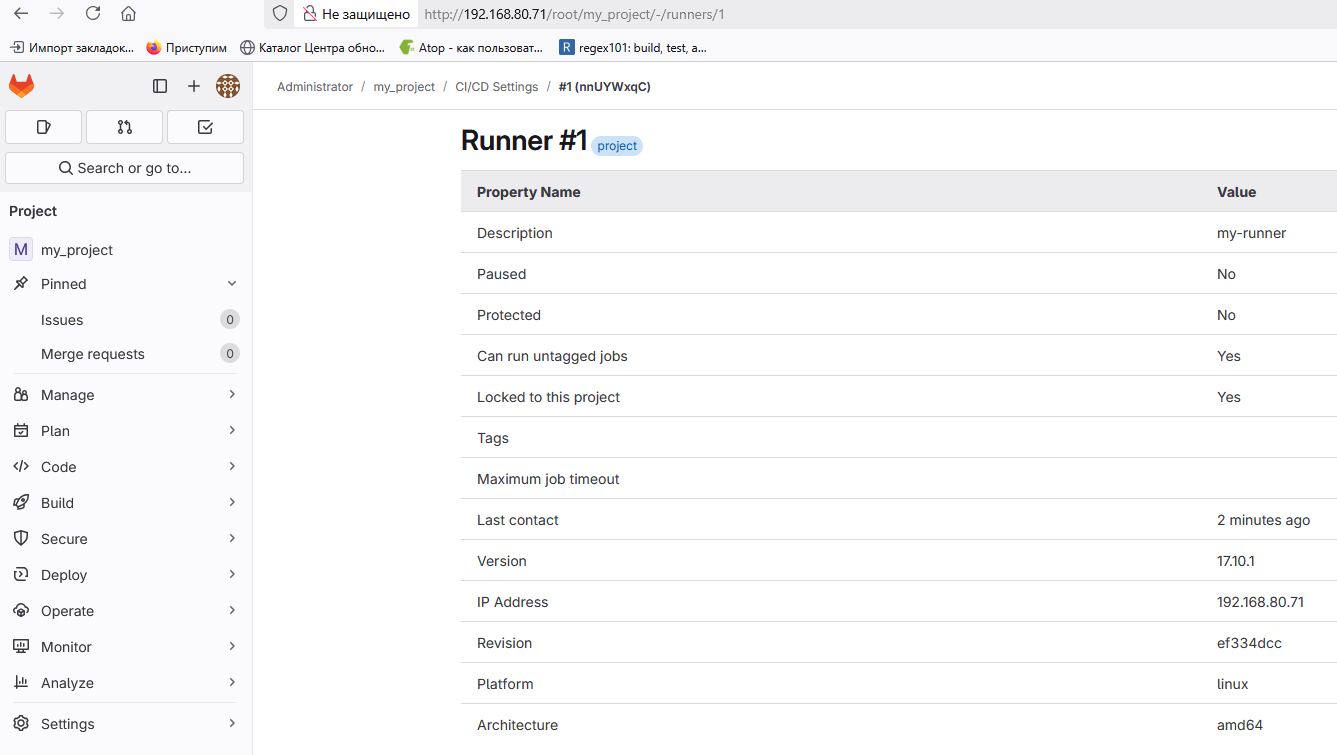 Не защищено http://192.168.80.71/root/my_project/-/runners/1
Импорт закладок... Приступим Каталог Центра обно... Atop - как пользоват... R regex101: build, test, a...
Administrator / my_project / CI/CD Settings / #1 (nnUYWxqC)
Search or go to...
Project
M my_project
Pinned
Issues 0
Merge requests 0
Manage
Plan
Code
Build
Secure
Deploy
Operate
Monitor
Analyze
Settings
Runner #1 project
Property Name Value
Description my-runner
Paused No
Protected No
Can run untagged jobs Yes
Locked to this project Yes
Tags
Maximum job timeout
Last contact 2 minutes ago
Version 17.10.1
IP Address 192.168.80.71
Revision ef334dcc
Platform linux
Architecture amd64